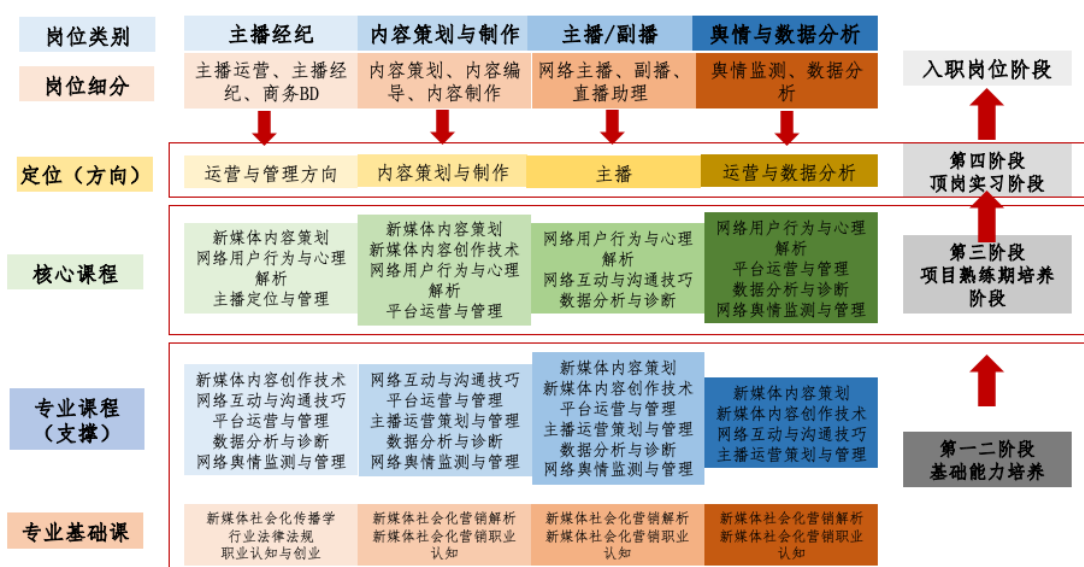 岗位类别
主播经纪
内容策划与制作
主播/副播
舆情与数据分析
岗位细分
主播运营、主播经
纪、商务BD
内容策划、内容编
导、内容制作
网络主播、副播、
直播助理
舆情监测、数据分
析
入职岗位阶段
定位（方向）
运营与管理方向
内容策划与制作
主播
运营与数据分析
第四阶段
顶岗实习阶段
核心课程
新媒体内容策划
网络用户行为与心理
解析
主播定位与管理
新媒体内容策划
新媒体内容创作技术
网络用户行为与心理
解析
平台运营与管理
网络用户行为与心理
解析
网络互动与沟通技巧
数据分析与诊断
网络用户行为与心理
解析
平台运营与管理
数据分析与诊断
网络舆情监测与管理
第三阶段
项目熟练期培养
阶段
专业课程
（支撑）
新媒体内容创作技术
网络互动与沟通技巧
平台运营与管理
数据分析与诊断
网络舆情监测与管理
网络互动与沟通技巧
平台运营与管理
主播运营策划与管理
数据分析与诊断
网络舆情监测与管理
新媒体内容策划
新媒体内容创作技术
平台运营与管理
主播运营策划与管理
数据分析与诊断
网络舆情监测与管理
新媒体内容策划
新媒体内容创作技术
网络互动与沟通技巧
主播运营策划与管理
第一二阶段
基础能力培养
专业基础课
新媒体社会化传播学
行业法律法规
职业认知与创业
新媒体社会化营销解析
新媒体社会化营销职业
认知
新媒体社会化营销解析
新媒体社会化营销职业
认知
新媒体社会化营销解析
新媒体社会化营销职业
认知